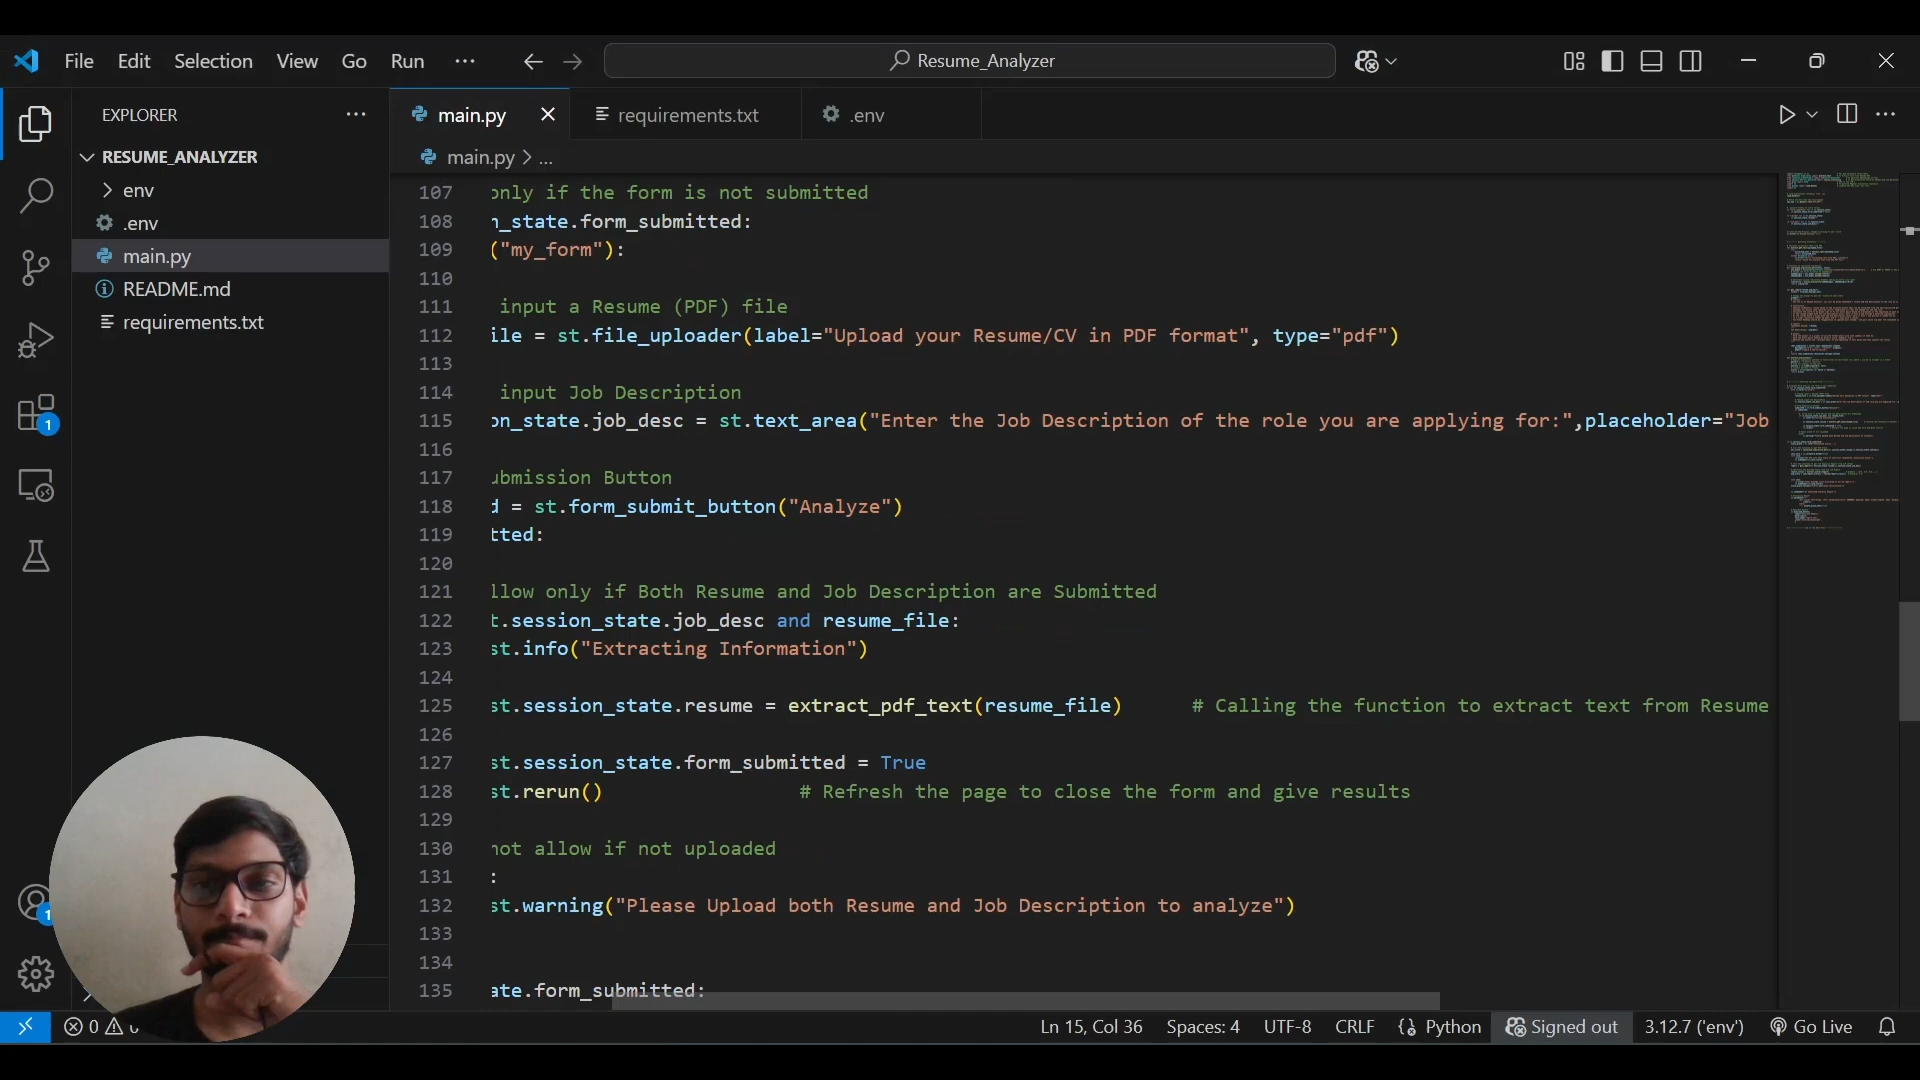 File Edit Selection View Go Run ··· Resume_Analyzer
EXPLORER ···
main.py requirements.txt .env
RESUME_ANALYZER
main.py > ...
env
.env
main.py
README.md
requirements.txt
107 only if the form is not submitted
108 n_state.form_submitted:
109 ("my_form"):
110
111 input a Resume (PDF) file
112 ile = st.file_uploader(label="Upload your Resume/CV in PDF format", type="pdf")
113
114 input Job Description
115 on_state.job_desc = st.text_area("Enter the Job Description of the role you are applying for:",placeholder="Job
116
117 ubmission Button
118 d = st.form_submit_button("Analyze")
119 tted:
120
121 llow only if Both Resume and Job Description are Submitted
122 t.session_state.job_desc and resume_file:
123 st.info("Extracting Information")
124
125 st.session_state.resume = extract_pdf_text(resume_file) # Calling the function to extract text from Resume
126
127 st.session_state.form_submitted = True
128 st.rerun() # Refresh the page to close the form and give results
129
130 not allow if not uploaded
131 :
132 st.warning("Please Upload both Resume and Job Description to analyze")
133
134
135 ate.form_submitted:
1
1
0
Ln 15, Col 36 Spaces: 4 UTF-8 CRLF {} Python Signed out 3.12.7 ('env') Go Live